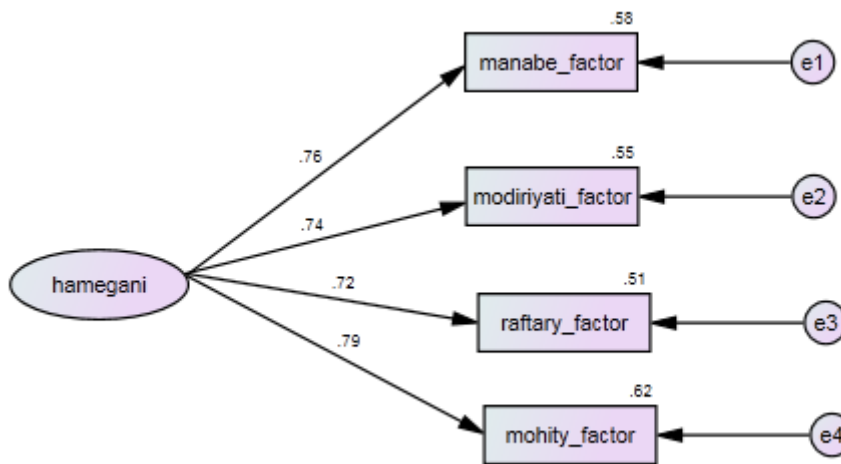 .58
manabe_factor
e1
.76
.55
modiriyati_factor
e2
.74
hamegani
.72
.51
raftary_factor
e3
.79
.62
mohity_factor
e4